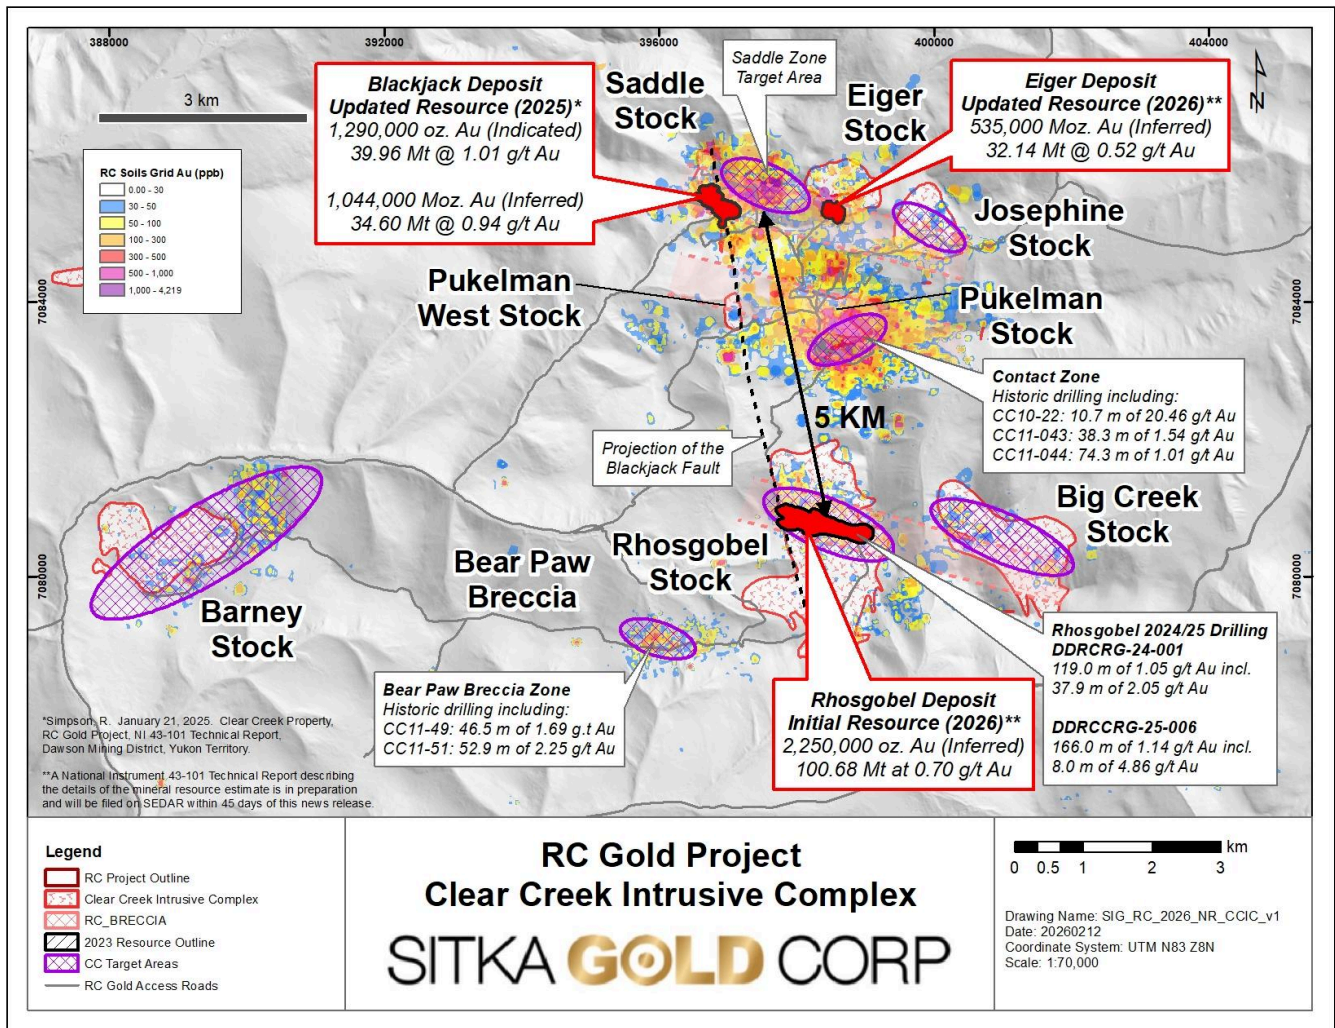 388000
392000
396000
400000
404000
7084000
7080000
7084000
7080000
N
3 km
RC Soils Grid Au (ppb)
0.00 - 30
30 - 50
50 - 100
100 - 300
300 - 500
500 - 1,000
1,000 - 4,219
Blackjack Deposit
Updated Resource (2025)*
1,290,000 oz. Au (Indicated)
39.96 Mt @ 1.01 g/t Au
1,044,000 Moz. Au (Inferred)
34.60 Mt @ 0.94 g/t Au
Saddle
Stock
Saddle Zone
Target Area
Eiger
Stock
Eiger Deposit
Updated Resource (2026)**
535,000 Moz. Au (Inferred)
32.14 Mt @ 0.52 g/t Au
Josephine
Stock
Pukelman
West Stock
Pukelman
Stock
Contact Zone
Historic drilling including:
CC10-22: 10.7 m of 20.46 g/t Au
CC11-043: 38.3 m of 1.54 g/t Au
CC11-044: 74.3 m of 1.01 g/t Au
5 KM
Projection of the
Blackjack Fault
Big Creek
Stock
Rhosgobel
Stock
Bear Paw
Breccia
Barney
Stock
Rhosgobel 2024/25 Drilling
DDRCRG-24-001
119.0 m of 1.05 g/t Au incl.
37.9 m of 2.05 g/t Au
DDRCCRG-25-006
166.0 m of 1.14 g/t Au incl.
8.0 m of 4.86 g/t Au
Bear Paw Breccia Zone
Historic drilling including:
CC11-49: 46.5 m of 1.69 g.t Au
CC11-51: 52.9 m of 2.25 g/t Au
Rhosgobel Deposit
Initial Resource (2026)**
2,250,000 oz. Au (Inferred)
100.68 Mt at 0.70 g/t Au
*Simpson, R. January 21, 2025. Clear Creek Property,
RC Gold Project, NI 43-101 Technical Report,
Dawson Mining District, Yukon Territory.
**A National Instrument 43-101 Technical Report describing
the details of the mineral resource estimate is in preparation
and will be filed on SEDAR within 45 days of this news release.
Legend
RC Project Outline
Clear Creek Intrusive Complex
RC_BRECCIA
2023 Resource Outline
CC Target Areas
RC Gold Access Roads
RC Gold Project
Clear Creek Intrusive Complex
SITKA GOLD CORP
km
0 0.5 1 2 3
Drawing Name: SIG_RC_2026_NR_CCIC_v1
Date: 20260212
Coordinate System: UTM N83 Z8N
Scale: 1:70,000